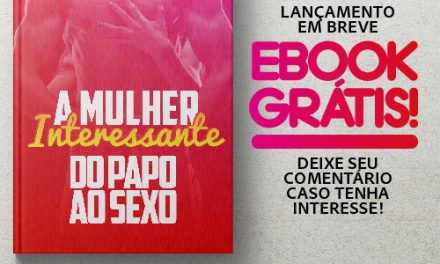 A MULHER
Interessante
DO PAPO
AO SEXO
LANÇAMENTO
EM BREVE
EBOOK
GRÁTIS!
DEIXE SEU
COMENTÁRIO
CASO TENHA
INTERESSE!